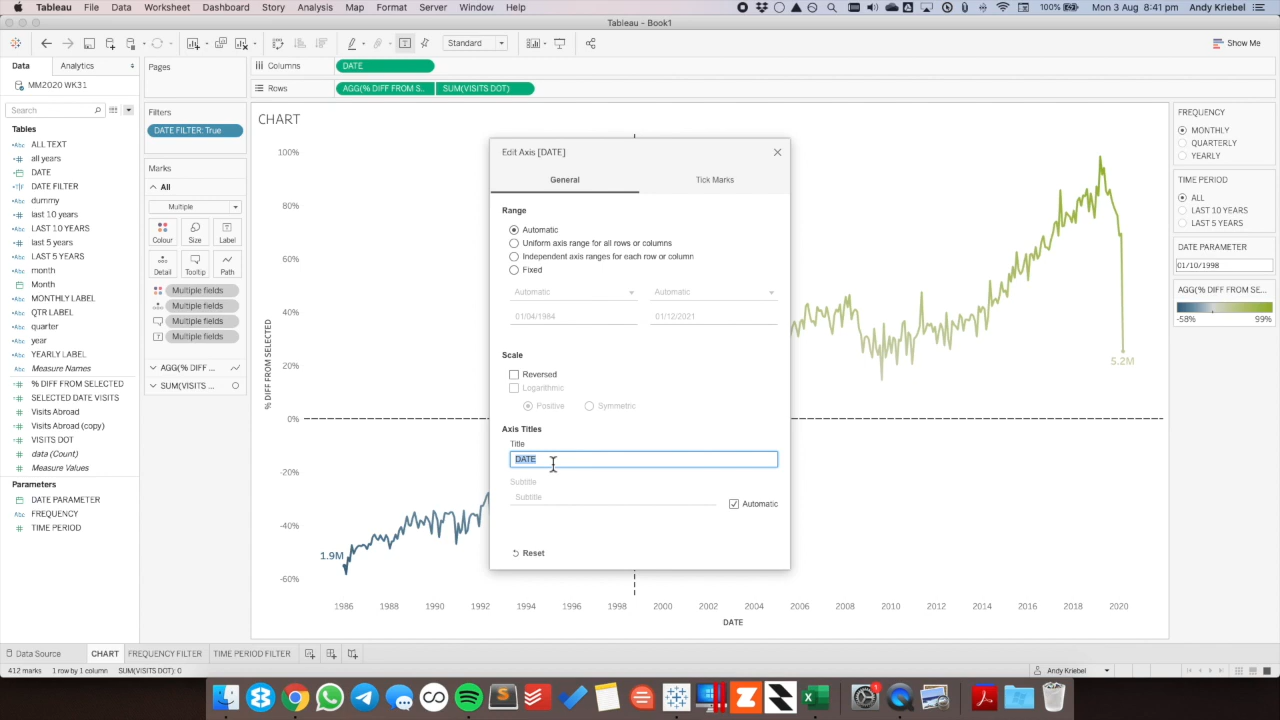 Tableau File Data Worksheet Dashboard Story Analysis Map Format Server Window Help 100% Mon 3 Aug 8:41 pm Andy Kriebel
Tableau - Book1
Standard Show Me
Data Analytics
MM2020 WK31
Search
Tables
ALL TEXT
all years
DATE
DATE FILTER
dummy
last 10 years
LAST 10 YEARS
last 5 years
LAST 5 YEARS
month
Month
MONTHLY LABEL
QTR LABEL
quarter
year
YEARLY LABEL
Measure Names
% DIFF FROM SELECTED
SELECTED DATE VISITS
Visits Abroad
Visits Abroad (copy)
VISITS DOT
data (Count)
Measure Values
Parameters
DATE PARAMETER
FREQUENCY
TIME PERIOD
Pages
Filters
DATE FILTER: True
Marks
All
Multiple
Colour Size Label
Detail Tooltip Path
Multiple fields
Multiple fields
Multiple fields
Multiple fields
AGG(% DIFF ...
SUM(VISITS ...
Columns DATE
Rows AGG(% DIFF FROM S.. SUM(VISITS DOT)
CHART
100%
80%
60%
40%
20%
0%
-20%
-40%
-60%
% DIFF FROM SELECTED
1.9M
5.2M
1986 1988 1990 1992 1994 1996 1998 2000 2002 2004 2006 2008 2010 2012 2014 2016 2018 2020
DATE
Edit Axis [DATE]
General Tick Marks
Range
Automatic
Uniform axis range for all rows or columns
Independent axis ranges for each row or column
Fixed
Automatic Automatic
01/04/1984 01/12/2021
Scale
Reversed
Logarithmic
Positive Symmetric
Axis Titles
Title
DATE
Subtitle
Subtitle
Automatic
Reset
FREQUENCY
MONTHLY
QUARTERLY
YEARLY
TIME PERIOD
ALL
LAST 10 YEARS
LAST 5 YEARS
DATE PARAMETER
01/10/1998
AGG(% DIFF FROM SE...
-58% 99%
Data Source CHART FREQUENCY FILTER TIME PERIOD FILTER
412 marks 1 row by 1 column SUM(VISITS DOT): 0 Andy Kriebel